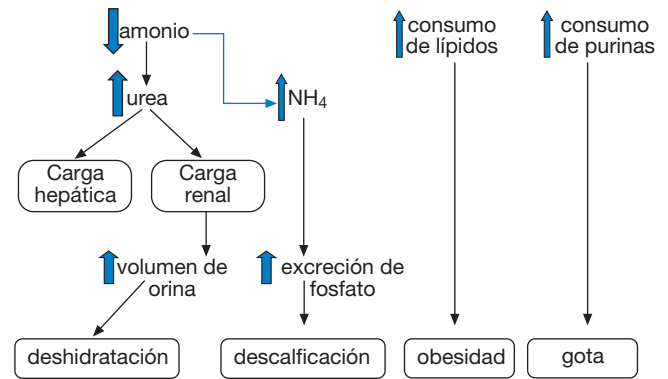 amonio
consumo
de lípidos
consumo
de purinas
urea
NH₄
Carga
hepática
Carga
renal
volumen de
orina
excreción de
fosfato
deshidratación
descalficación
obesidad
gota